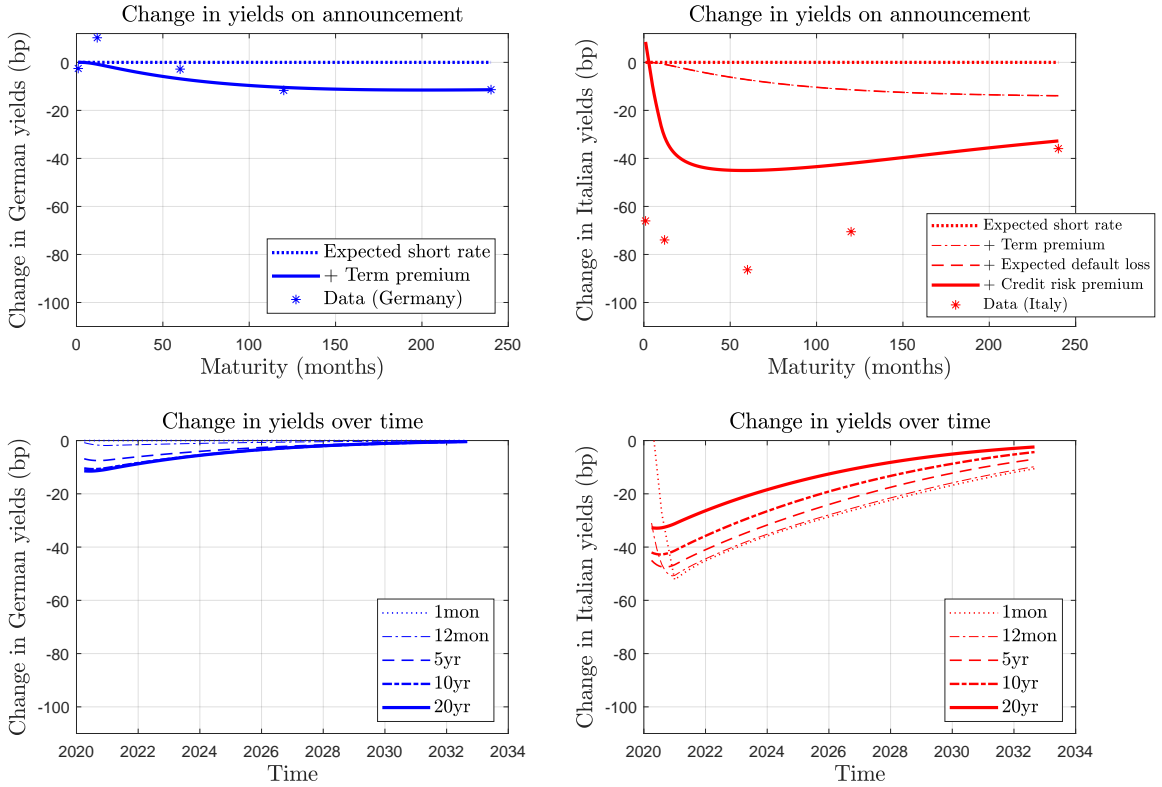 Change in yields on announcement
Change in German yields (bp)
0
-20
-40
-60
-80
-100
Expected short rate
+ Term premium
Data (Germany)
0 50 100 150 200 250
Maturity (months)
Change in yields on announcement
Change in Italian yields (bp)
0
-20
-40
-60
-80
-100
Expected short rate
+ Term premium
+ Expected default loss
+ Credit risk premium
Data (Italy)
0 50 100 150 200 250
Maturity (months)
Change in yields over time
Change in German yields (bp)
0
-20
-40
-60
-80
-100
1mon
12mon
5yr
10yr
20yr
2020 2022 2024 2026 2028 2030 2032 2034
Time
Change in yields over time
Change in Italian yields (bp)
0
-20
-40
-60
-80
-100
1mon
12mon
5yr
10yr
20yr
2020 2022 2024 2026 2028 2030 2032 2034
Time